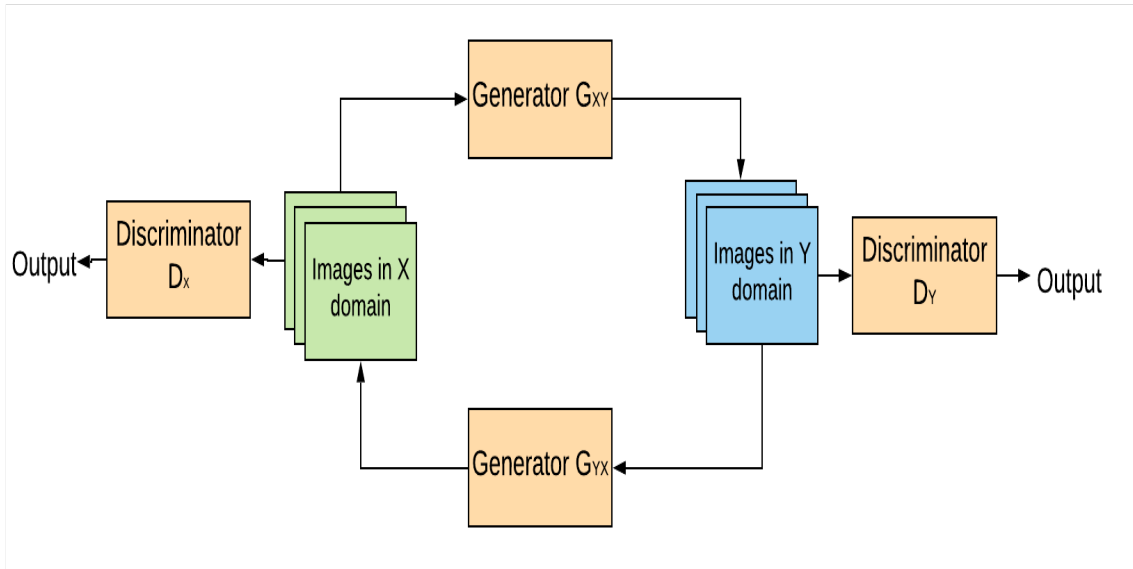 Generator GXY
Discriminator
Dx
Output
Images in X
domain
Images in Y
domain
Discriminator
DY
Output
Generator GYX